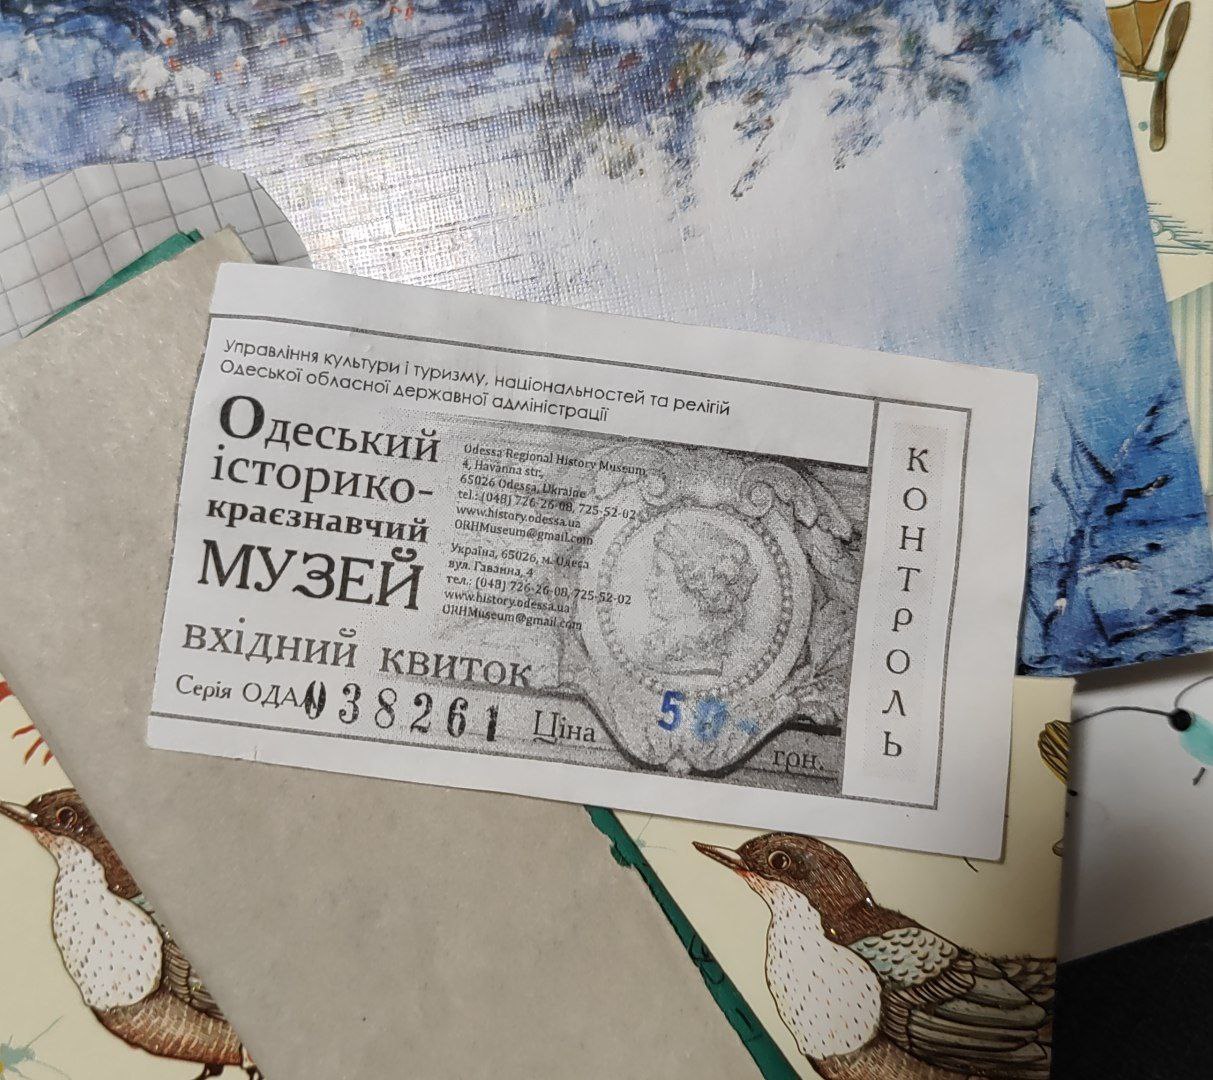 Управління культури і туризму, національностей та релігій
Одеської обласної державної адміністрації
Одеський
історико-
краєзнавчий
МУЗЕЙ
Odessa Regional History Museum
4, Havanna str,
65026 Odessa, Ukraine
tel.: (048) 726-26-08, 725-52-02
www.history.odessa.ua
ORHMuseum@gmail.com
Україна, 65026, м. Одеса
вул. Гаванна, 4
тел.: (048) 726-26-08, 725-52-02
www.history.odessa.ua
ORHMuseum@gmail.com
вхідний квиток
Серія ОДА 038261 Ціна 50- грн.
КОНТРОЛЬ